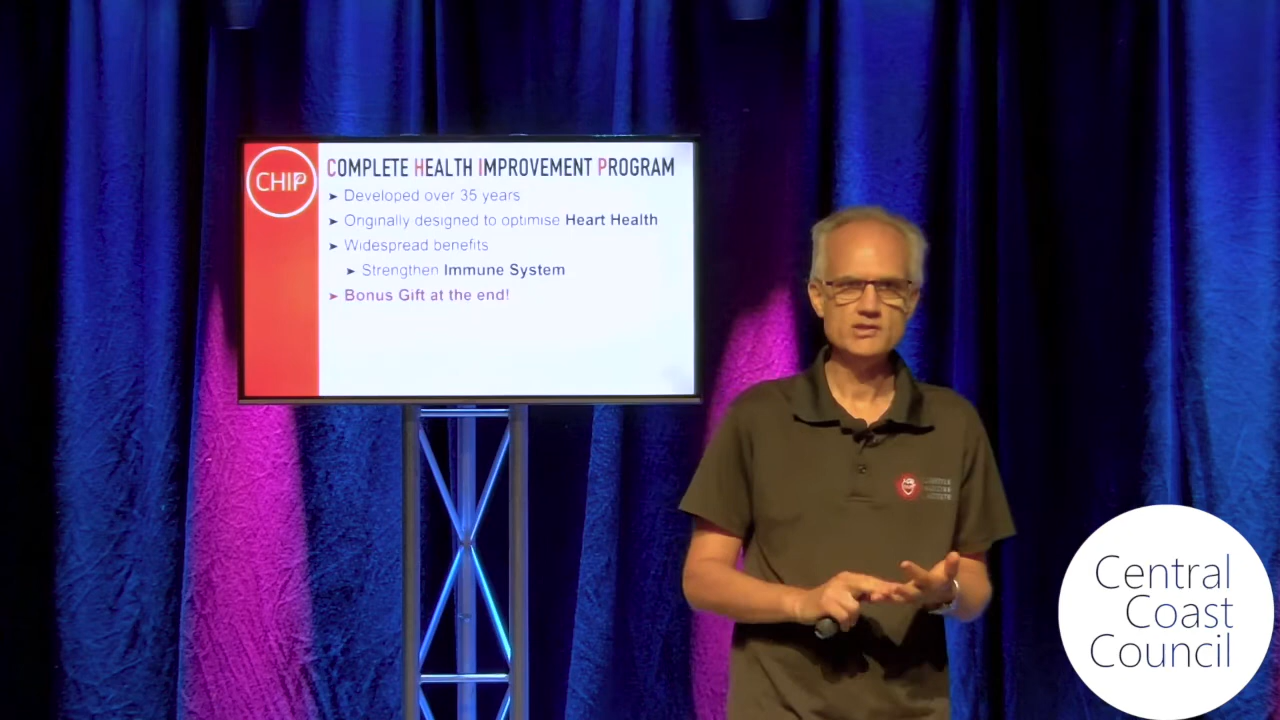 CHIP
COMPLETE HEALTH IMPROVEMENT PROGRAM
➤ Developed over 35 years
➤ Originally designed to optimise Heart Health
➤ Widespread benefits
➤ Strengthen Immune System
➤ Bonus Gift at the end!
Central
Coast
Council